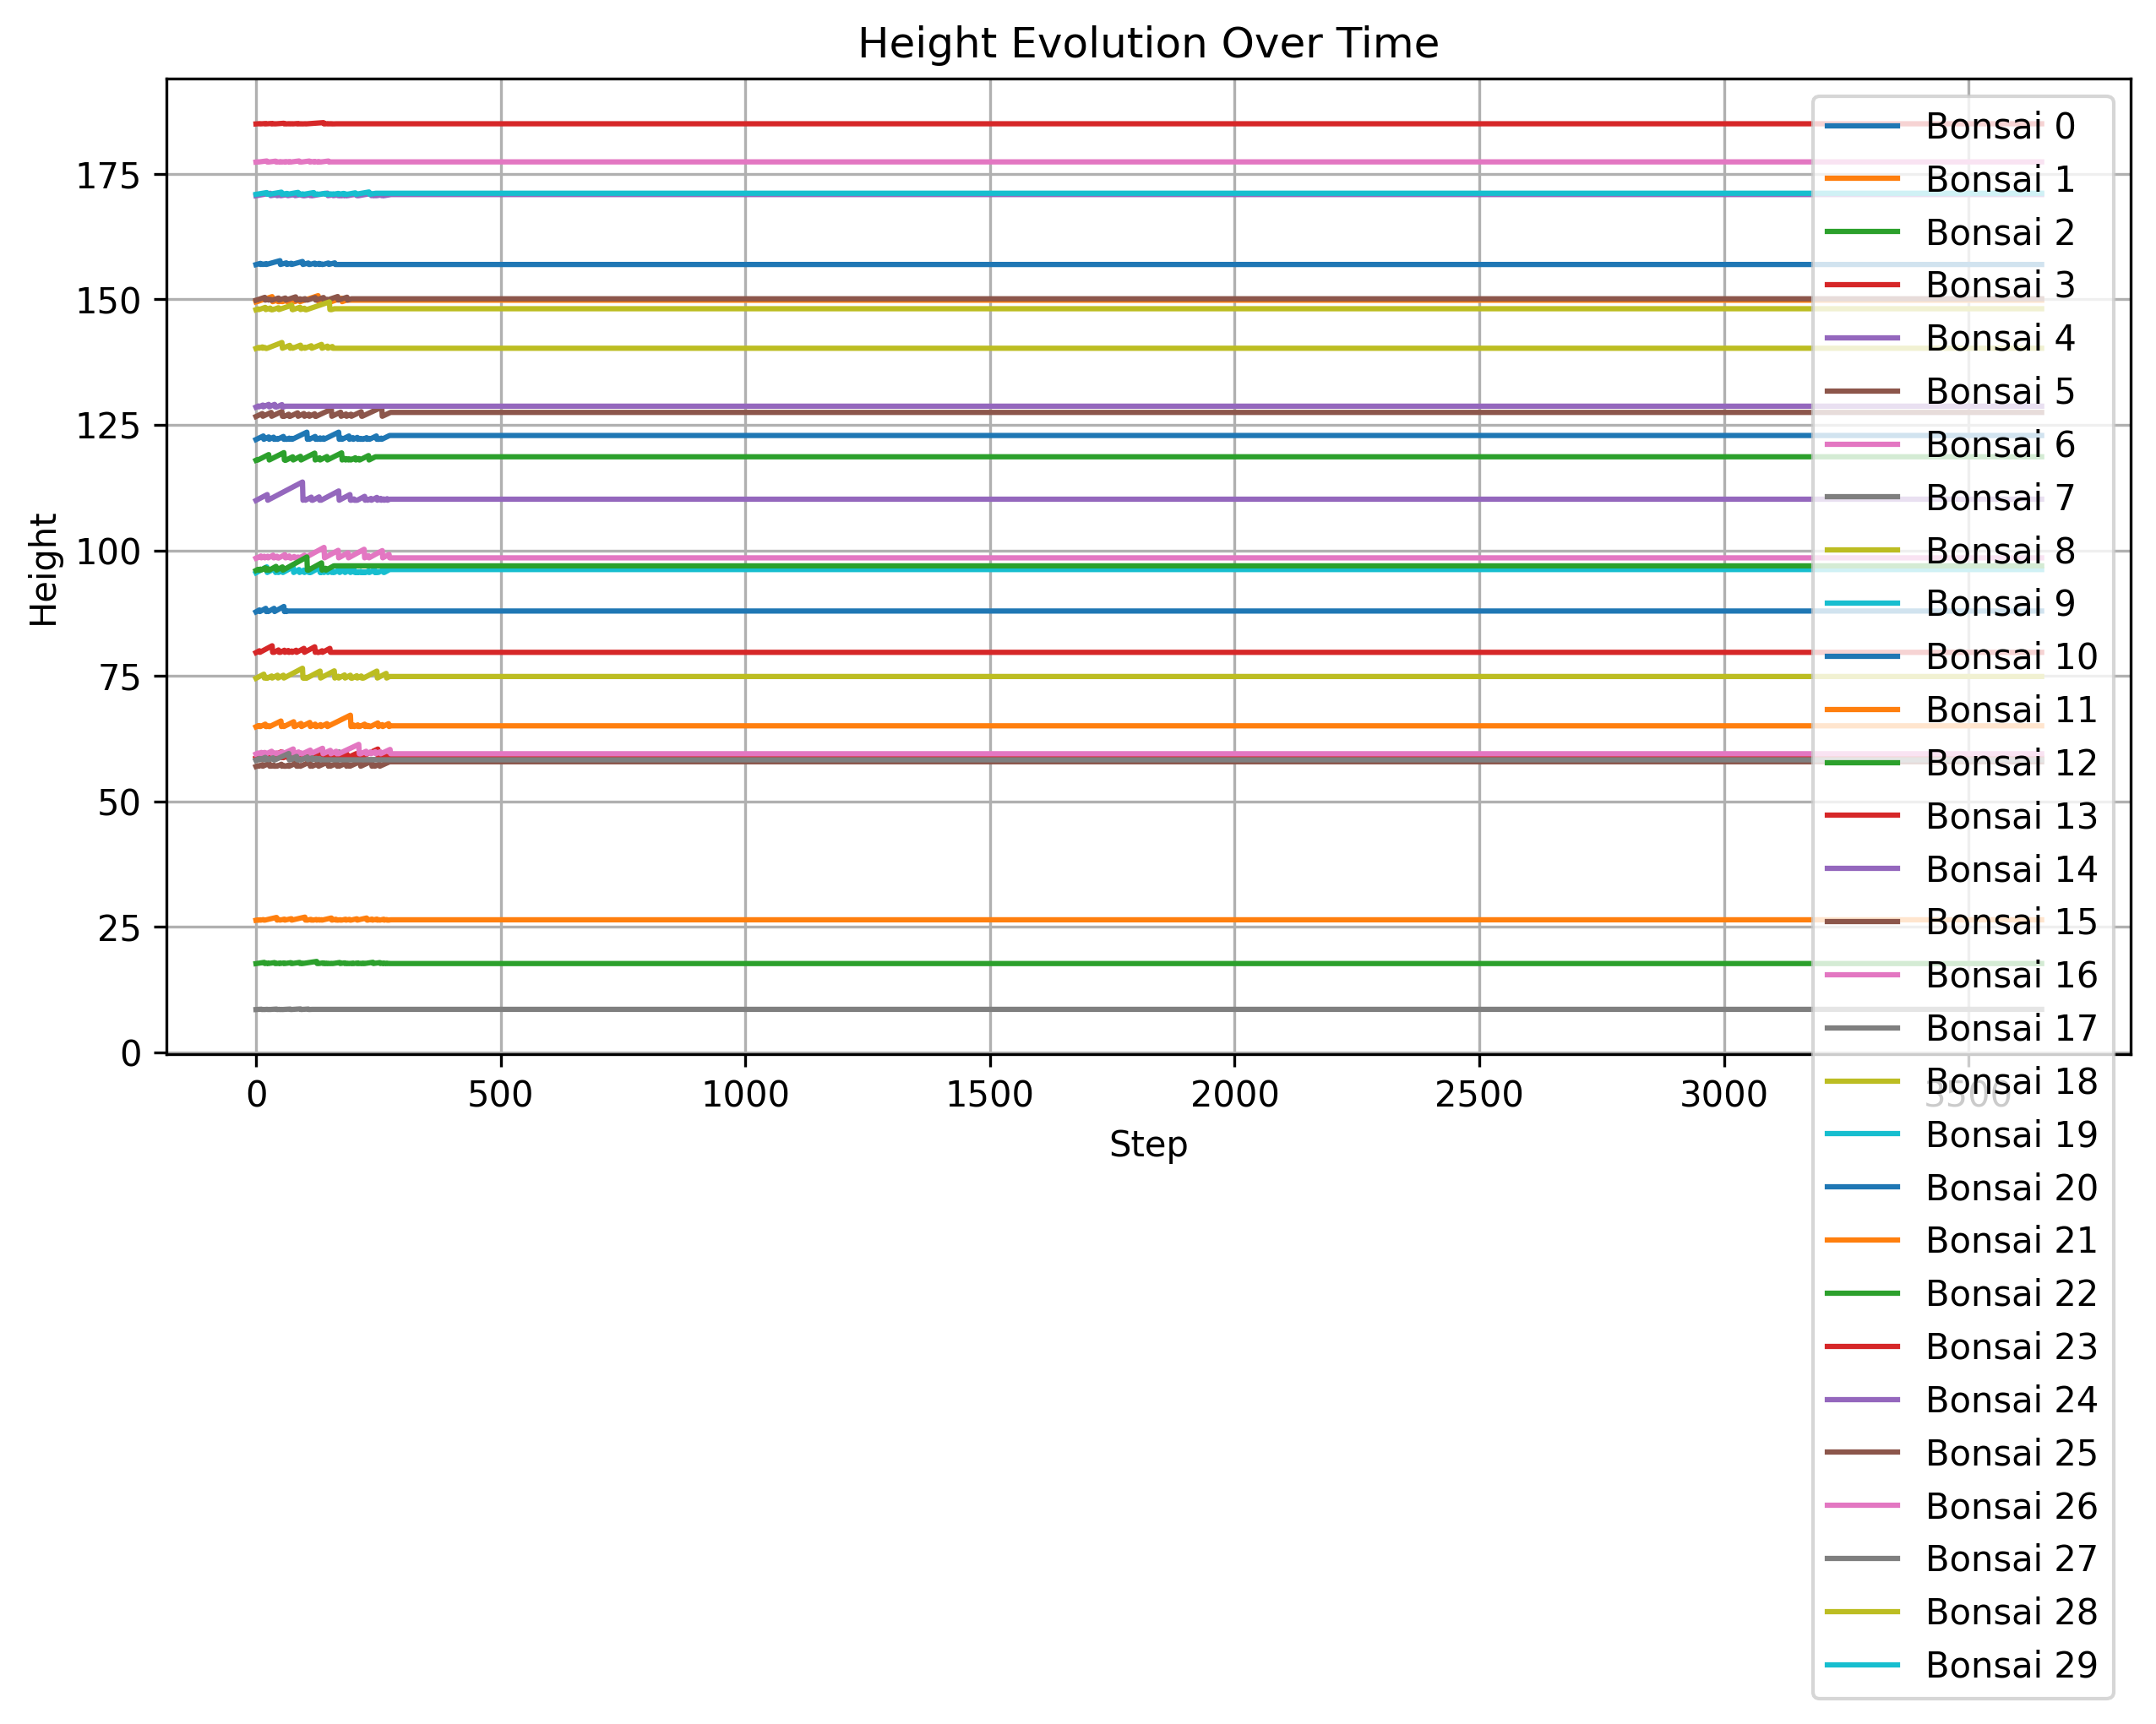 Height Evolution Over Time
Height
175
150
125
100
75
50
25
0
0 500 1000 1500 2000 2500 3000 3500
Step
Bonsai 0
Bonsai 1
Bonsai 2
Bonsai 3
Bonsai 4
Bonsai 5
Bonsai 6
Bonsai 7
Bonsai 8
Bonsai 9
Bonsai 10
Bonsai 11
Bonsai 12
Bonsai 13
Bonsai 14
Bonsai 15
Bonsai 16
Bonsai 17
Bonsai 18
Bonsai 19
Bonsai 20
Bonsai 21
Bonsai 22
Bonsai 23
Bonsai 24
Bonsai 25
Bonsai 26
Bonsai 27
Bonsai 28
Bonsai 29